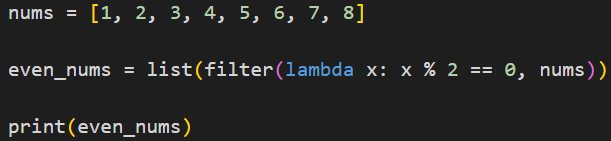 nums = [1, 2, 3, 4, 5, 6, 7, 8]
even_nums = list(filter(lambda x: x % 2 == 0, nums))
print(even_nums)